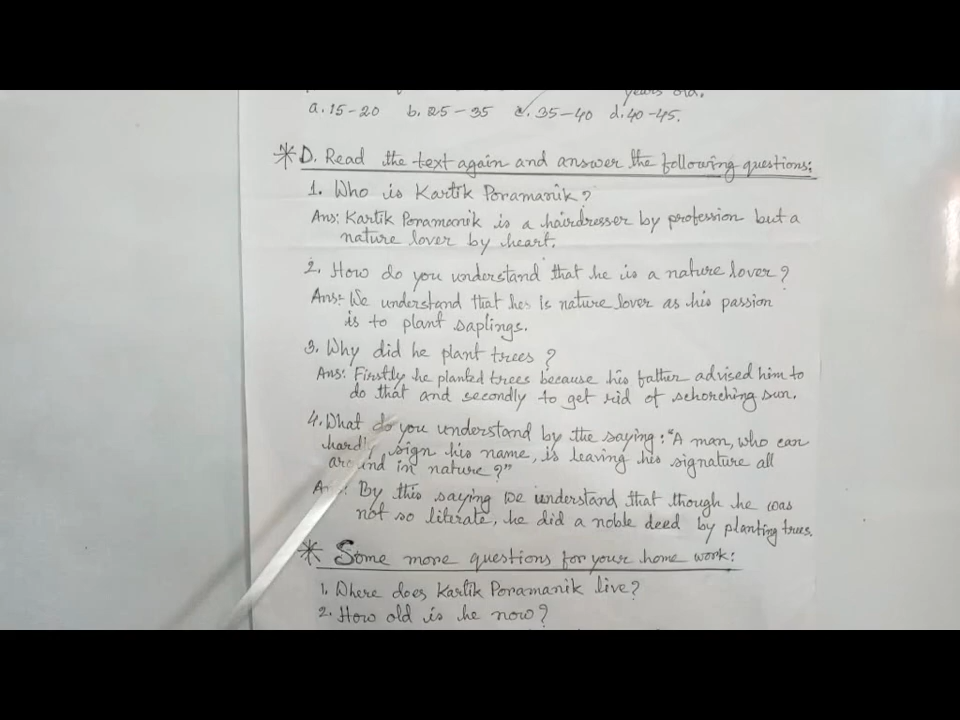 years old.
a. 15-20 b. 25-35 c. 35-40 d. 40-45.
* D. Read the text again and answer the following questions:
1. Who is Kartik Poramanik?
Ans: Kartik Poramanik is a hairdresser by profession but a
nature lover by heart.
2. How do you understand that he is a nature lover?
Ans: We understand that he is nature lover as his passion
is to plant saplings.
3. Why did he plant trees?
Ans: Firstly he planted trees because his father advised him to
do that and secondly to get rid of schorching sun.
4. What do you understand by the saying: "A man, who can
hardly sign his name, is leaving his signature all
around in nature?"
Ans: By this saying we understand that though he was
not so literate, he did a noble deed by planting trees.
* Some more questions for your home work:
1. Where does Kartik Poramanik live?
2. How old is he now?